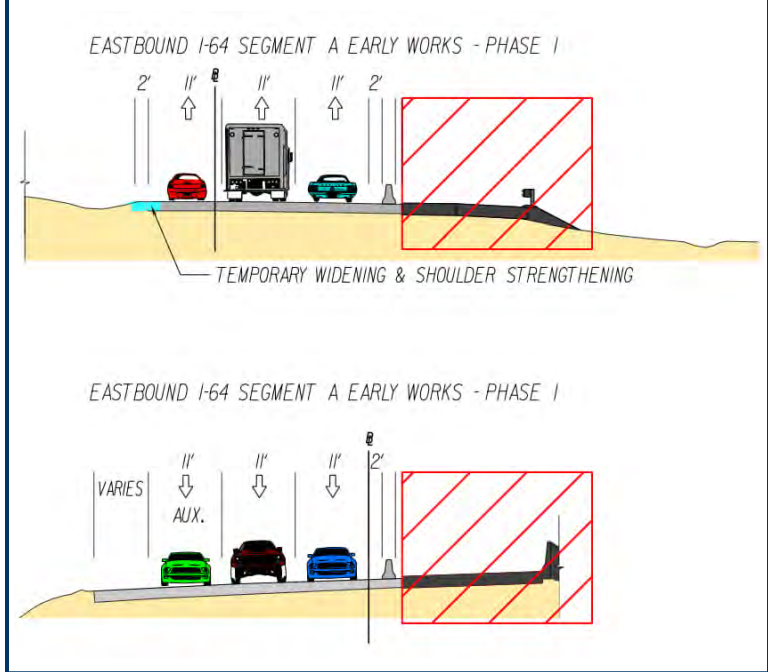 EASTBOUND I-64 SEGMENT A EARLY WORKS - PHASE I
2' 11' ℄ 11' 11' 2'
TEMPORARY WIDENING & SHOULDER STRENGTHENING
EASTBOUND I-64 SEGMENT A EARLY WORKS - PHASE I
VARIES 11' 11' 11' ℄ 2'
AUX.